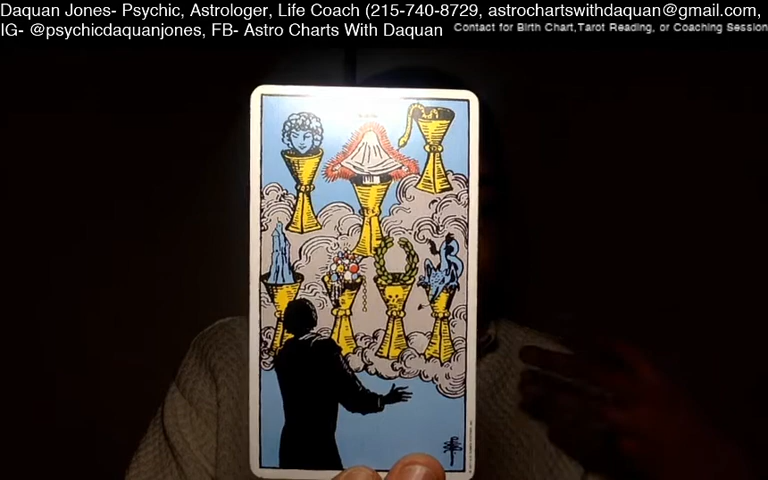 Daquan Jones- Psychic, Astrologer, Life Coach (215-740-8729, astrochartswithdaquan@gmail.com,
IG- @psychicdaquanjones, FB- Astro Charts With Daquan Contact for Birth Chart,Tarot Reading, or Coaching Session